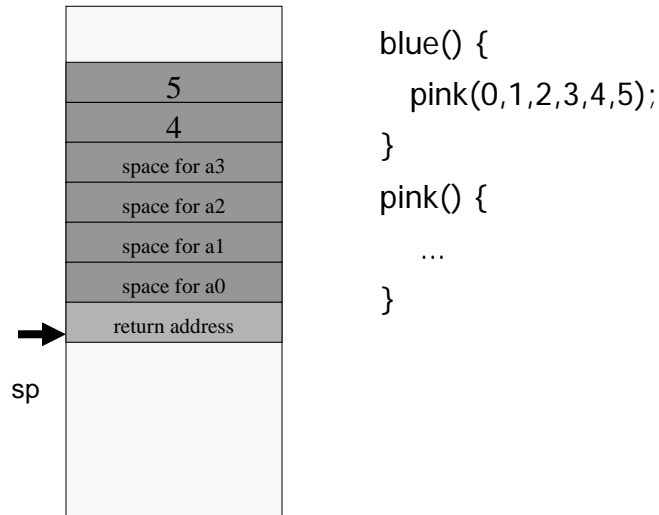 5
4
space for a3
space for a2
space for a1
space for a0
return address
sp
blue() {
pink(0,1,2,3,4,5);
}
pink() {
...
}